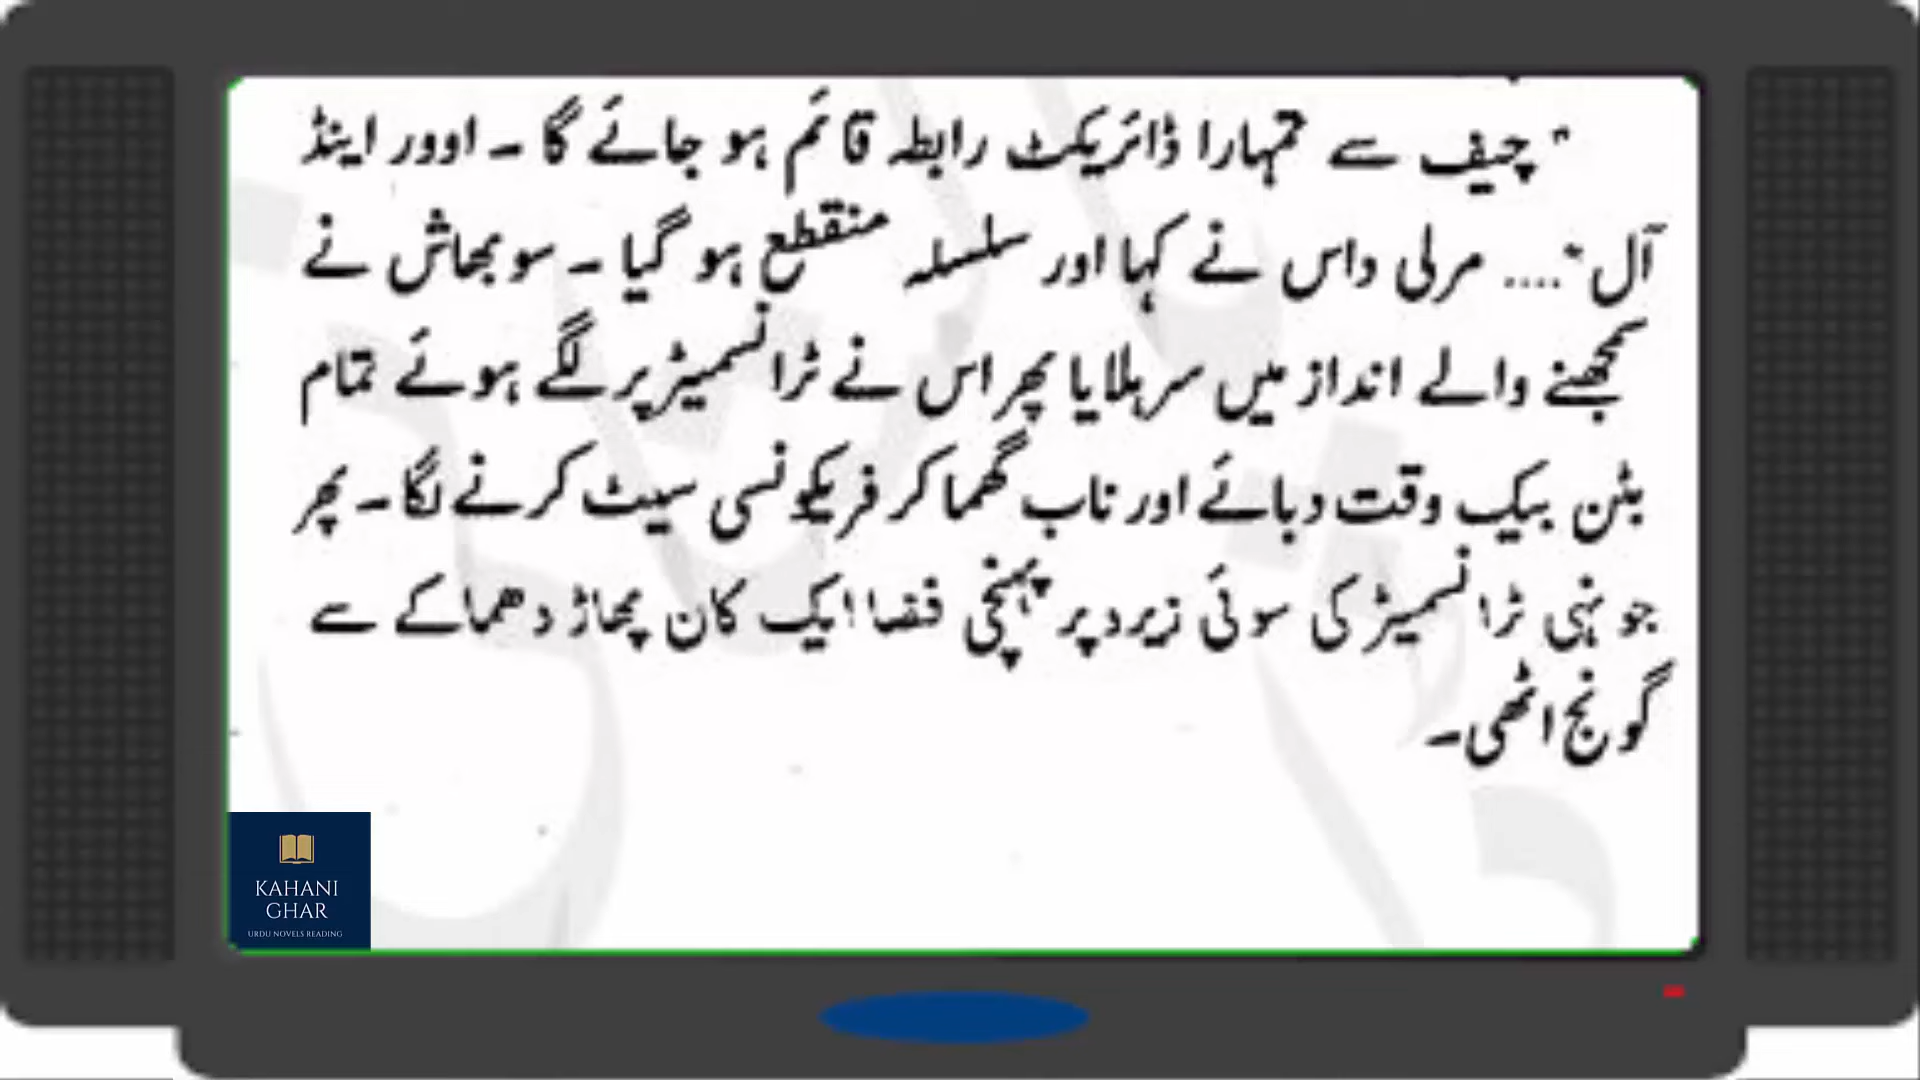 " چیف سے تمہارا ڈائریکٹ رابطہ قائم ہو جائے گا ۔ اوور اینڈ
آل " .... مرلی داس نے کہا اور سلسلہ منقطع ہو گیا ۔ سوبھاش نے
سمجھنے والے انداز میں سر ہلایا پھر اس نے ٹرانسمیٹر پر لگے ہوئے تمام
بٹن بیک وقت دبائے اور ناب گھما کر فریکونسی سیٹ کرنے لگا ۔ پھر
جونہی ٹرانسمیٹر کی سوئی زیرو پر پہنچی فضا ایک کان پھاڑ دھماکے سے
گونج اٹھی ۔
KAHANI
GHAR
URDU NOVELS READING